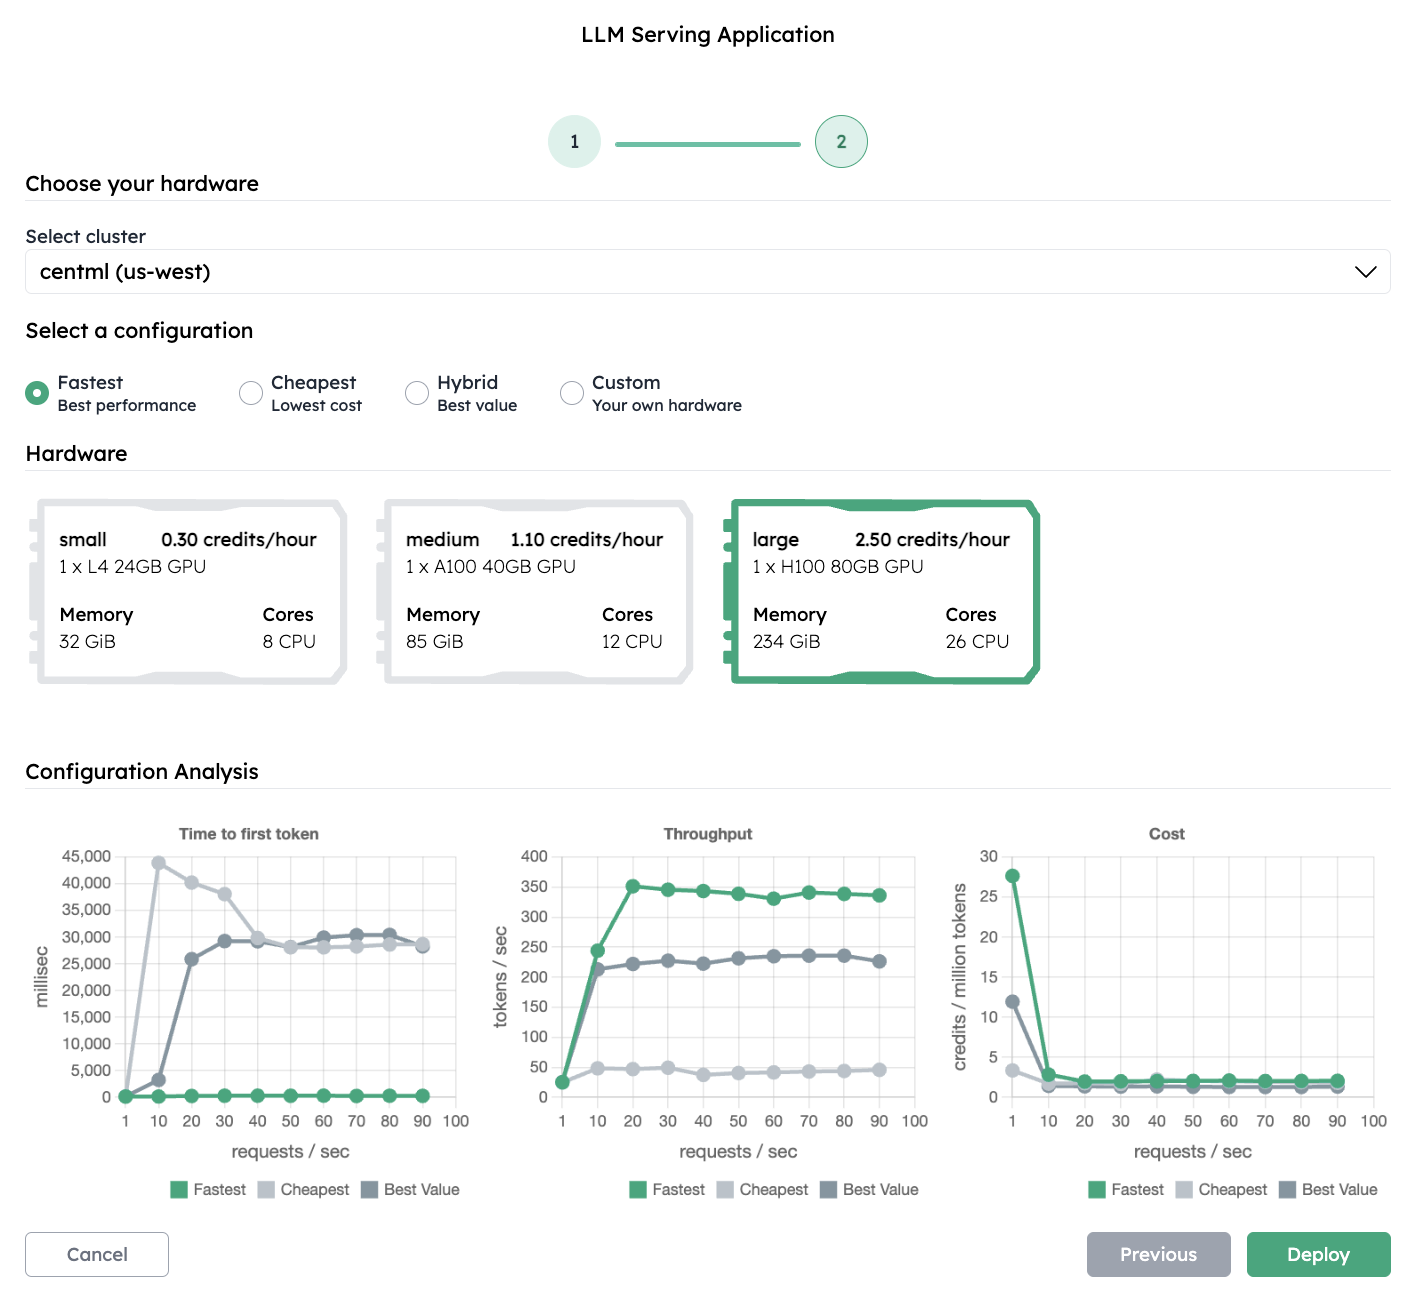 LLM Serving Application
1
2
Choose your hardware
Select cluster
centml (us-west)
Select a configuration
Fastest
Best performance
Cheapest
Lowest cost
Hybrid
Best value
Custom
Your own hardware
Hardware
small 0.30 credits/hour
1 x L4 24GB GPU
Memory Cores
32 GiB 8 CPU
medium 1.10 credits/hour
1 x A100 40GB GPU
Memory Cores
85 GiB 12 CPU
large 2.50 credits/hour
1 x H100 80GB GPU
Memory Cores
234 GiB 26 CPU
Configuration Analysis
Time to first token
millisec
45,000
40,000
35,000
30,000
25,000
20,000
15,000
10,000
5,000
0
1 10 20 30 40 50 60 70 80 90 100
requests / sec
Fastest Cheapest Best Value
Throughput
tokens / sec
400
350
300
250
200
150
100
50
0
1 10 20 30 40 50 60 70 80 90 100
requests / sec
Fastest Cheapest Best Value
Cost
credits / million tokens
30
25
20
15
10
5
0
1 10 20 30 40 50 60 70 80 90 100
requests / sec
Fastest Cheapest Best Value
Cancel
Previous
Deploy